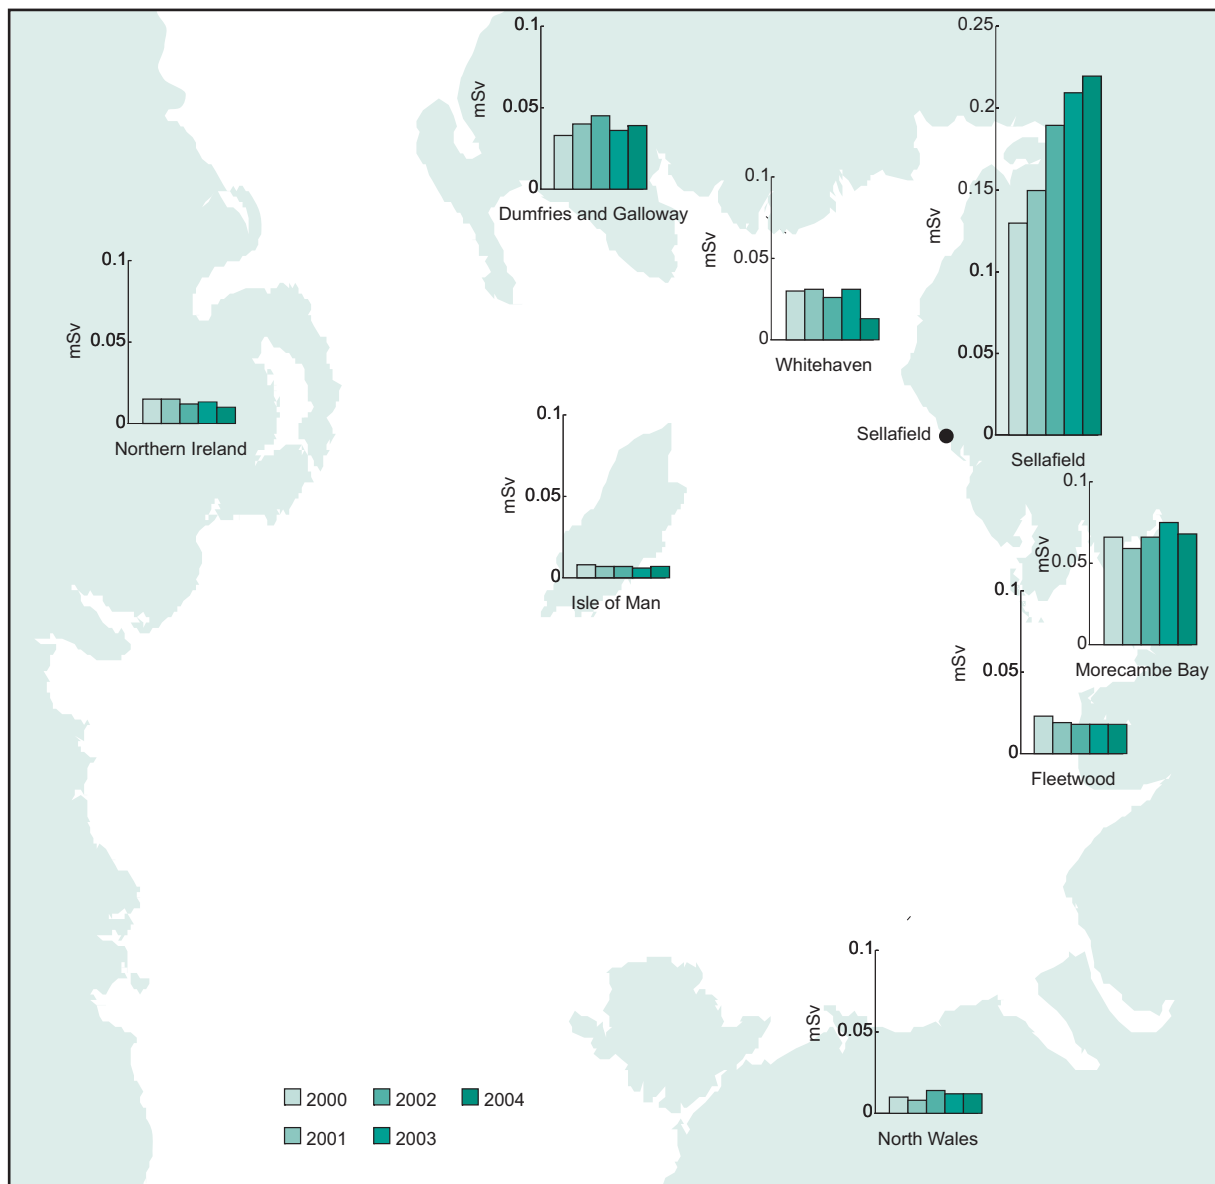 0.1
0.05
0
mSv
Dumfries and Galloway
0.25
0.2
0.15
0.1
0.05
0
mSv
Sellafield
0.1
0.05
0
mSv
Whitehaven
0.1
0.05
0
mSv
Northern Ireland
Sellafield
0.1
0.05
0
mSv
Isle of Man
0.1
0.05
0
mSv
Morecambe Bay
0.1
0.05
0
mSv
Fleetwood
0.1
0.05
0
mSv
North Wales
2000 2002 2004
2001 2003